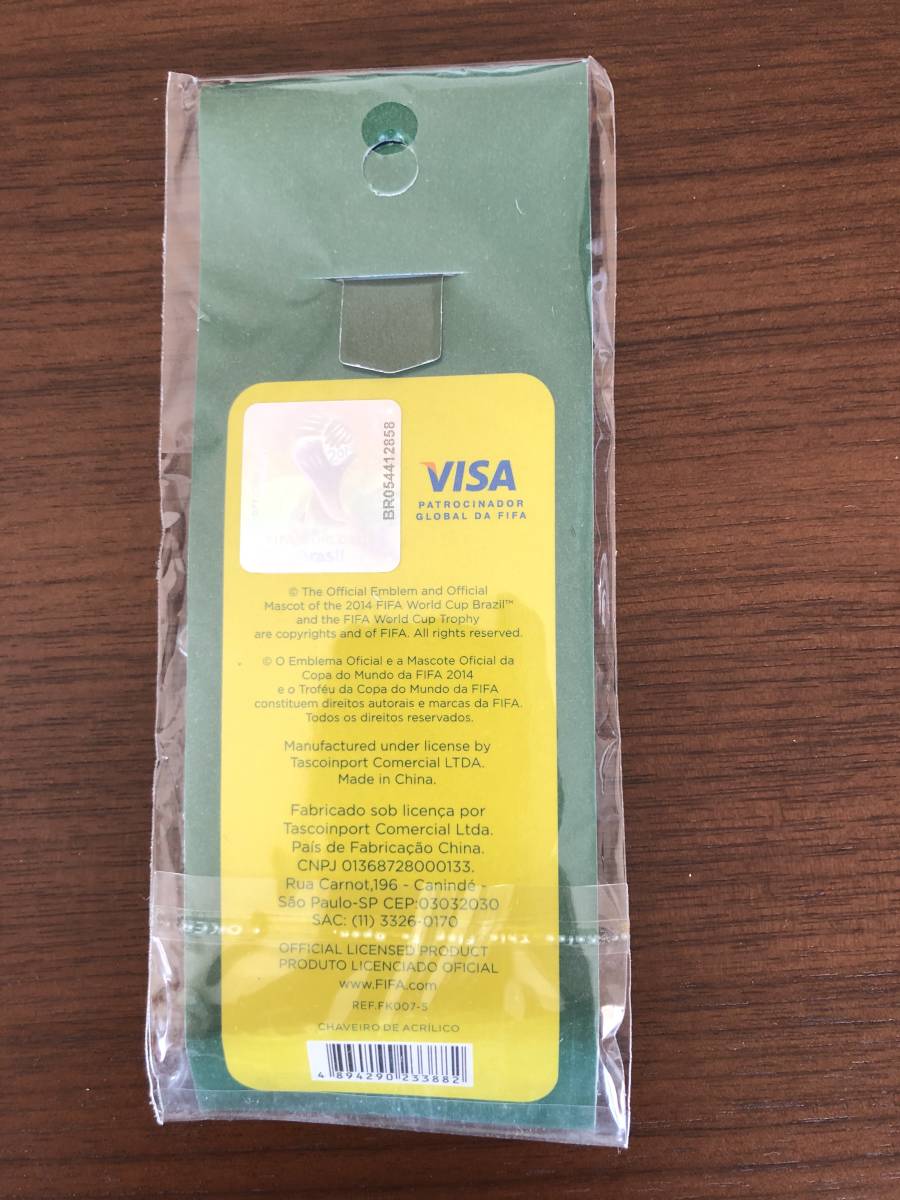 BR054412858
VISA
PATROCINADOR
GLOBAL DA FIFA
© The Official Emblem and Official
Mascot of the 2014 FIFA World Cup Brazil™
and the FIFA World Cup Trophy
are copyrights and of FIFA. All rights reserved.
© O Emblema Oficial e a Mascote Oficial da
Copa do Mundo da FIFA 2014
e o Troféu da Copa do Mundo da FIFA
constituem direitos autorais e marcas da FIFA.
Todos os direitos reservados.
Manufactured under license by
Tascoinport Comercial LTDA.
Made in China.
Fabricado sob licença por
Tascoinport Comercial Ltda.
País de Fabricação China.
CNPJ 01368728000133.
Rua Carnot,196 - Canindé -
São Paulo-SP CEP:03032030
SAC: (11) 3326-0170
OFFICIAL LICENSED PRODUCT
PRODUTO LICENCIADO OFICIAL
www.FIFA.com
REF.FK007-5
CHAVEIRO DE ACRÍLICO
4 894290 233882